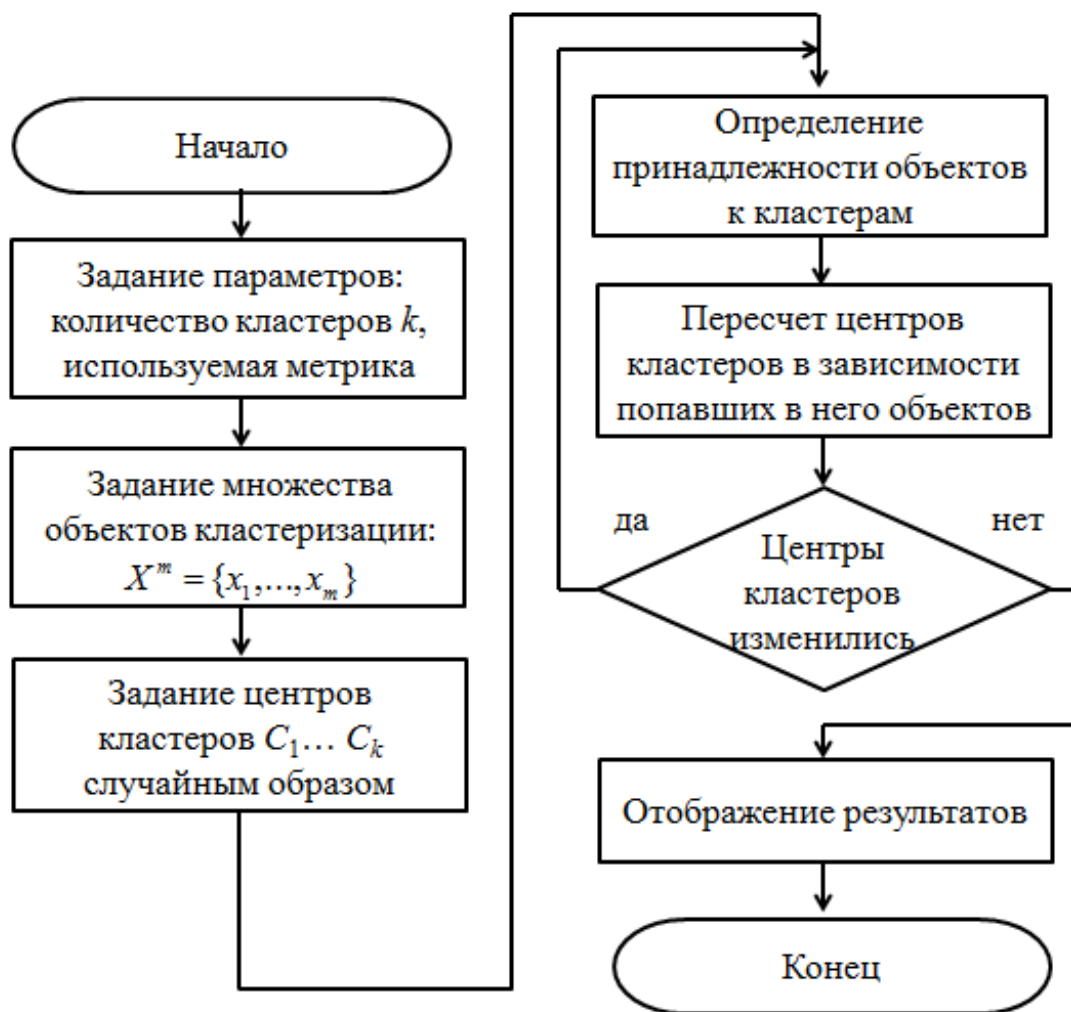 Начало
Задание параметров:
количество кластеров k,
используемая метрика
Задание множества
объектов кластеризации:
X^m = {x_1,...,x_m}
Задание центров
кластеров C_1... C_k
случайным образом
Определение
принадлежности объектов
к кластерам
Пересчет центров
кластеров в зависимости
попавших в него объектов
да
нет
Центры
кластеров
изменились
Отображение результатов
Конец